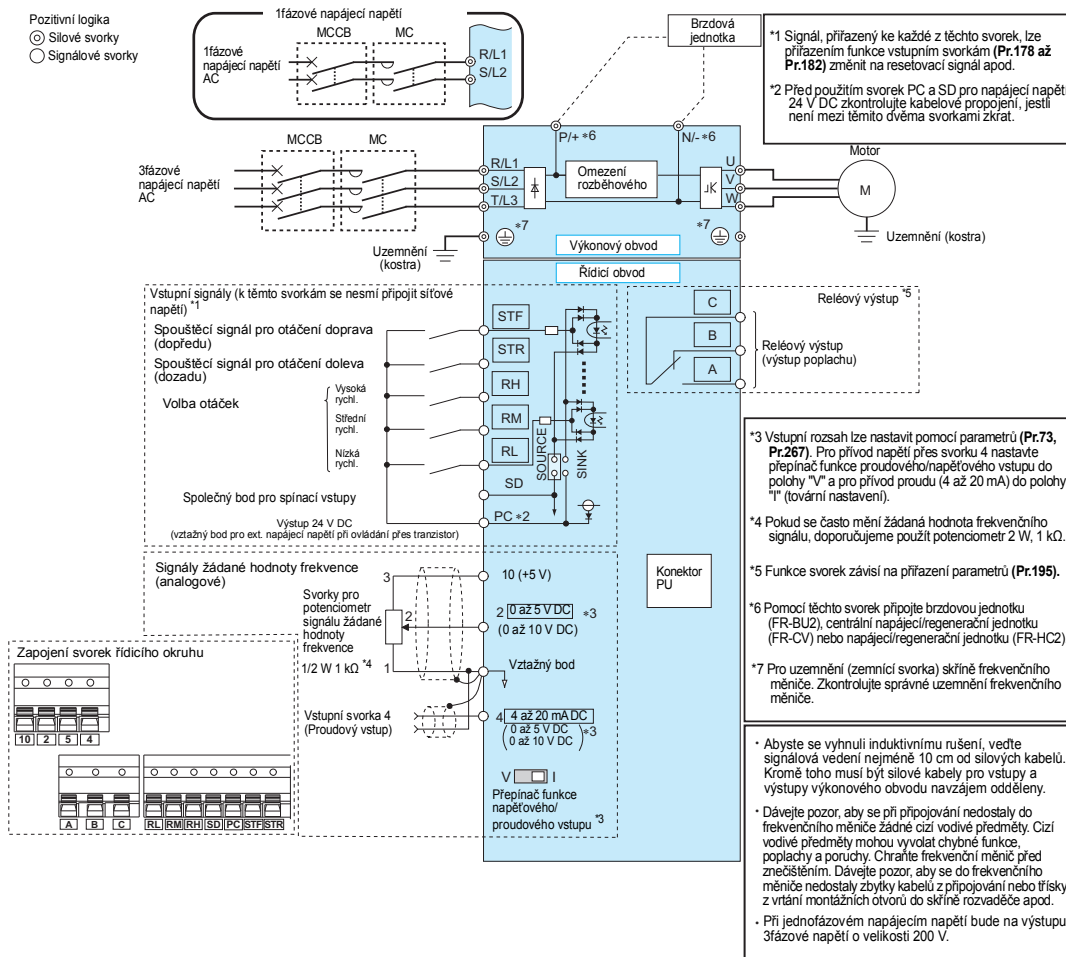 Pozitivní logika
Silové svorky
Signálové svorky
1fázové napájecí napětí
MCCB
MC
1fázové
napájecí napětí
AC
R/L1
S/L2
Brzdová
jednotka
*1 Signál, přiřazený ke každé z těchto svorek, lze
přiřazením funkce vstupním svorkám (Pr.178 až
Pr.182) změnit na resetovací signál apod.
*2 Před použitím svorek PC a SD pro napájecí napětí
24 V DC zkontrolujte kabelové propojení, jestli
není mezi těmito dvěma svorkami zkrat.
MCCB
MC
3fázové
napájecí napětí
AC
P/+ *6
N/- *6
R/L1
S/L2
T/L3
Omezení
rozběhového
U
V
W
Motor
M
*7
*7
Uzemnění
(kostra)
Uzemnění (kostra)
Výkonový obvod
Řídicí obvod
Vstupní signály (k těmto svorkám se nesmí připojit síťové
napětí) *1
Spouštěcí signál pro otáčení doprava
(dopředu)
Spouštěcí signál pro otáčení doleva
(dozadu)
Volba otáček
Vysoká
rychl.
Střední
rychl.
Nízká
rychl.
STF
STR
RH
RM
RL
SOURCE
SINK
SD
PC *2
Společný bod pro spínací vstupy
Výstup 24 V DC
(vztažný bod pro ext. napájecí napětí při ovládání přes tranzistor)
C
B
A
Reléový výstup *5
Reléový výstup
(výstup poplachu)
*3 Vstupní rozsah lze nastavit pomocí parametrů (Pr.73,
Pr.267). Pro přívod napětí přes svorku 4 nastavte
přepínač funkce proudového/napěťového vstupu do
polohy "V" a pro přívod proudu (4 až 20 mA) do polohy
"I" (tovární nastavení).
*4 Pokud se často mění žádaná hodnota frekvenčního
signálu, doporučujeme použít potenciometr 2 W, 1 kΩ.
*5 Funkce svorek závisí na přiřazení parametrů (Pr.195).
*6 Pomocí těchto svorek připojte brzdovou jednotku
(FR-BU2), centrální napájecí/regenerační jednotku
(FR-CV) nebo napájecí/regenerační jednotku (FR-HC2)
*7 Pro uzemnění (zemnící svorka) skříně frekvenčního
měniče. Zkontrolujte správné uzemnění frekvenčního
měniče.
Signály žádané hodnoty frekvence
(analogové)
Svorky pro
potenciometr
signálu žádané
hodnoty
frekvence
1/2 W 1 kΩ *4
3
2
1
10 (+5 V)
2 0 až 5 V DC *3
(0 až 10 V DC)
Vztažný bod
Konektor
PU
Vstupní svorka 4
(Proudový vstup)
4 4 až 20 mA DC
(0 až 5 V DC
0 až 10 V DC) *3
V I
Přepínač funkce
napěťového/
proudového vstupu *3
Zapojení svorek řídicího okruhu
10 2 5 4
A B C RL RM RH SD PC STF STR
· Abyste se vyhnuli induktivnímu rušení, veďte
signálová vedení nejméně 10 cm od silových kabelů.
Kromě toho musí být silové kabely pro vstupy a
výstupy výkonového obvodu navzájem odděleny.
· Dávejte pozor, aby se při připojování nedostaly do
frekvenčního měniče žádné cizí vodivé předměty. Cizí
vodivé předměty mohou vyvolat chybné funkce,
poplachy a poruchy. Chraňte frekvenční měnič před
znečištěním. Dávejte pozor, aby se do frekvenčního
měniče nedostaly zbytky kabelů z připojování nebo třísky
z vrtání montážních otvorů do skříně rozvaděče apod.
· Při jednofázovém napájecím napětí bude na výstupu
3fázové napětí o velikosti 200 V.